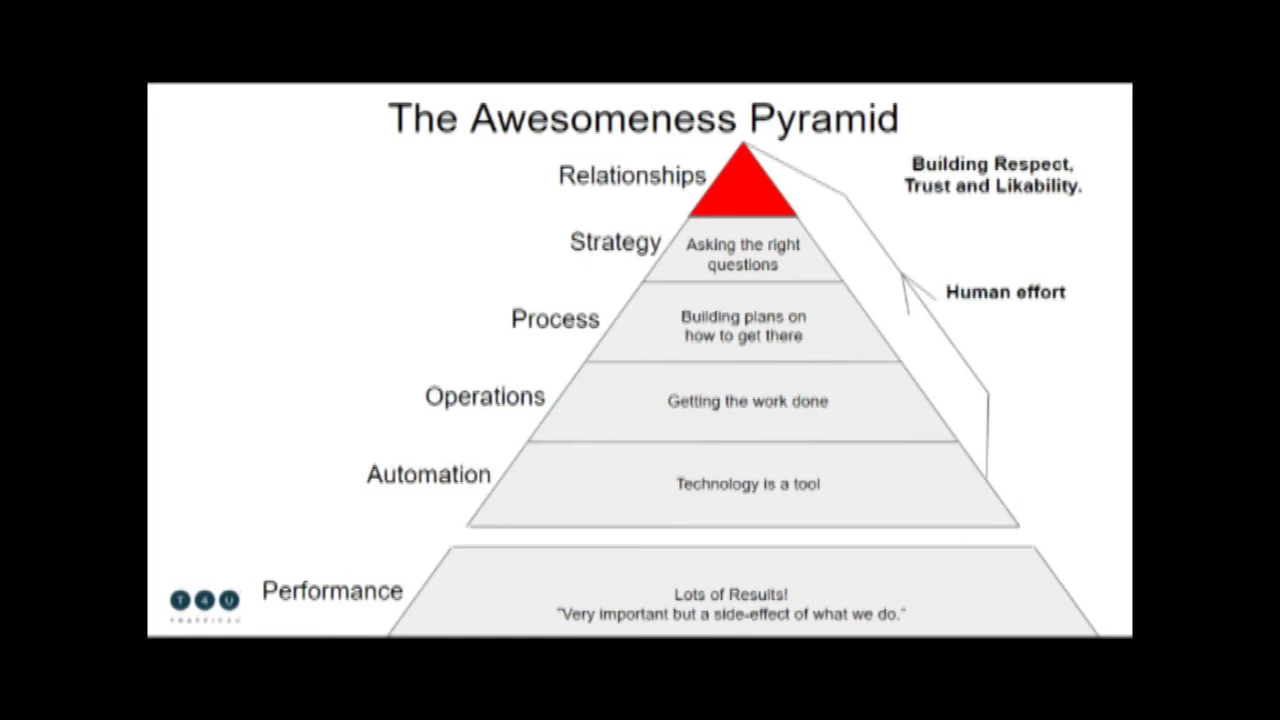 The Awesomeness Pyramid
Relationships
Building Respect,
Trust and Likability.
Strategy
Asking the right
questions
Human effort
Process
Building plans on
how to get there
Operations
Getting the work done
Automation
Technology is a tool
Performance
Lots of Results!
"Very important but a side-effect of what we do."
T 4 U
TRAFFIC4U